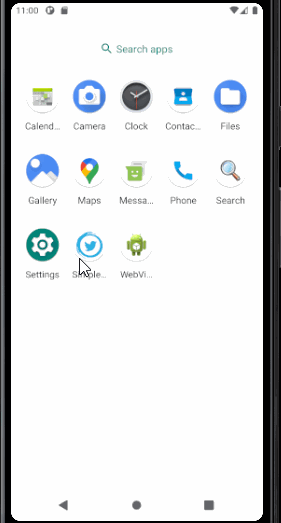 11:00
Search apps
Calend... Camera Clock Contac... Files
Gallery Maps Messa... Phone Search
Settings Simple... WebVi...